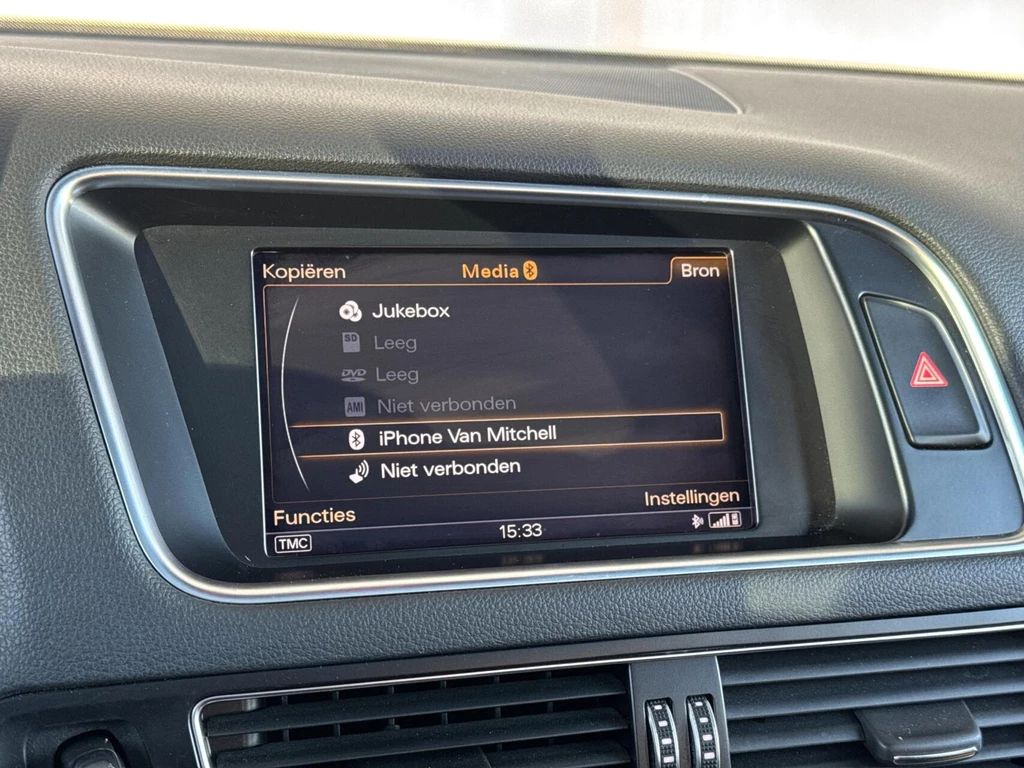 Kopiëren Media Bron
Jukebox
SD Leeg
DVD Leeg
AMI Niet verbonden
iPhone Van Mitchell
Niet verbonden
Functies Instellingen
TMC 15:33